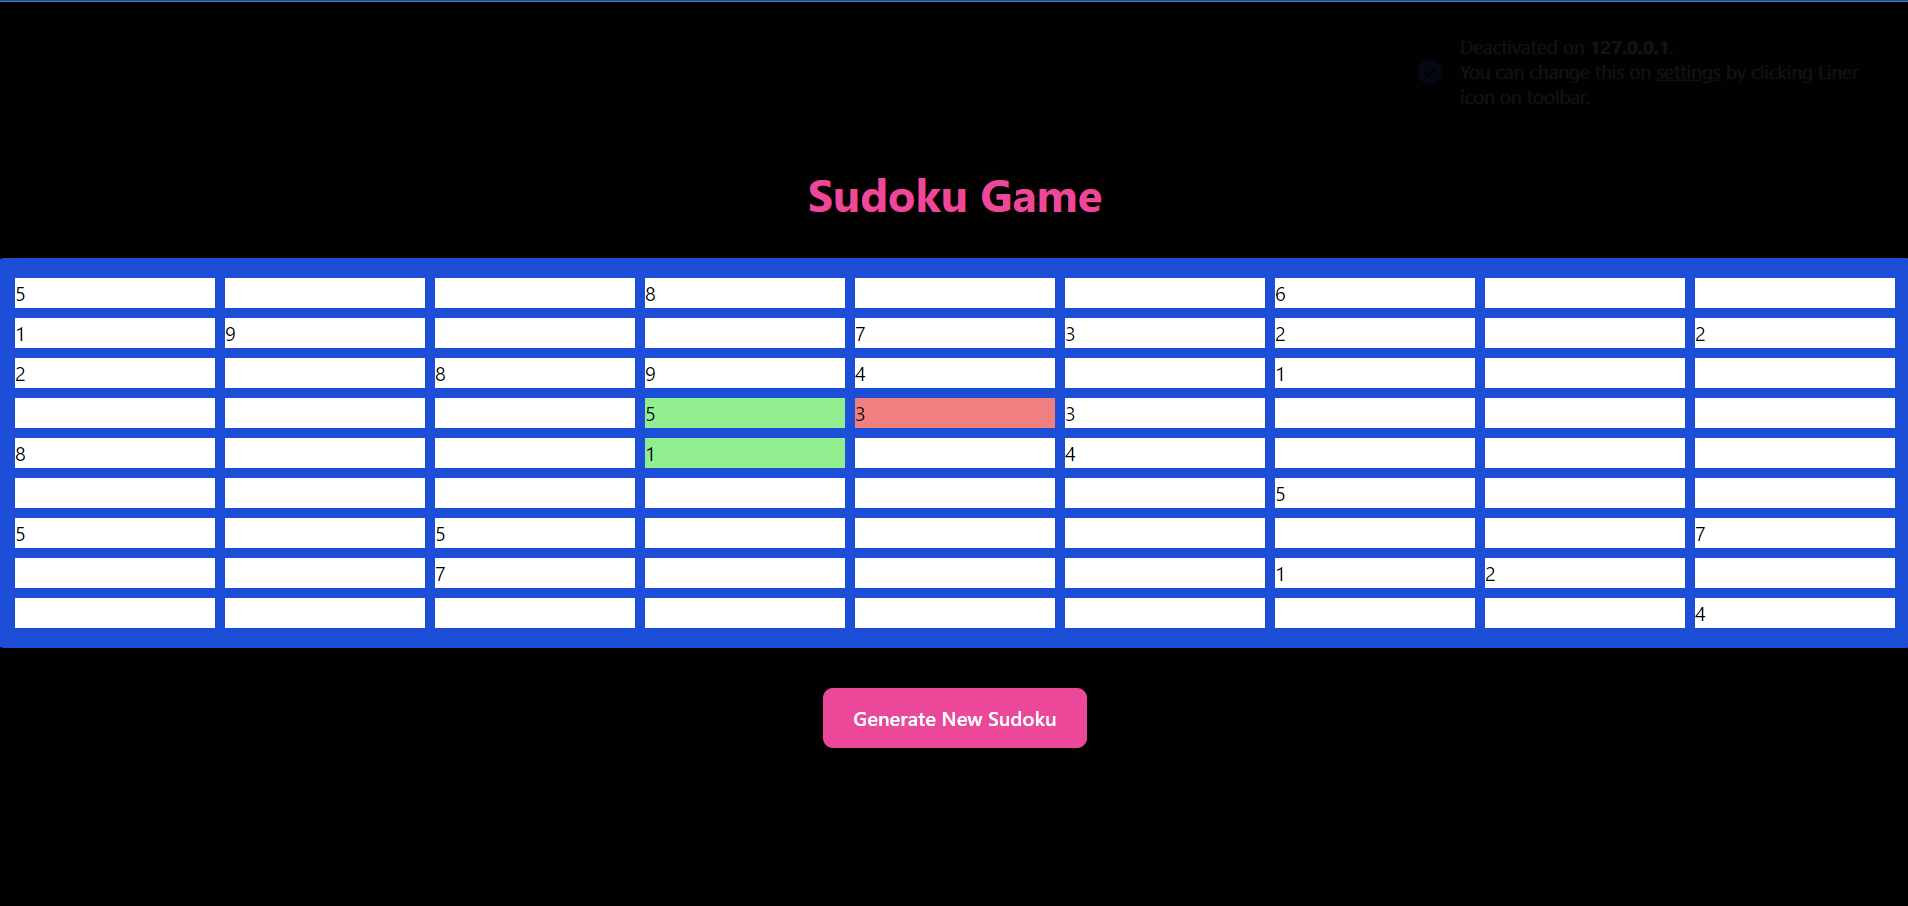 Deactivated on 127.0.0.1.
You can change this on settings by clicking Liner
icon on toolbar.
Sudoku Game
5 8 6
1 9 7 3 2 2
2 8 9 4 1
5 3 3
8 1 4
5
5 5 7
7 1 2
4
Generate New Sudoku